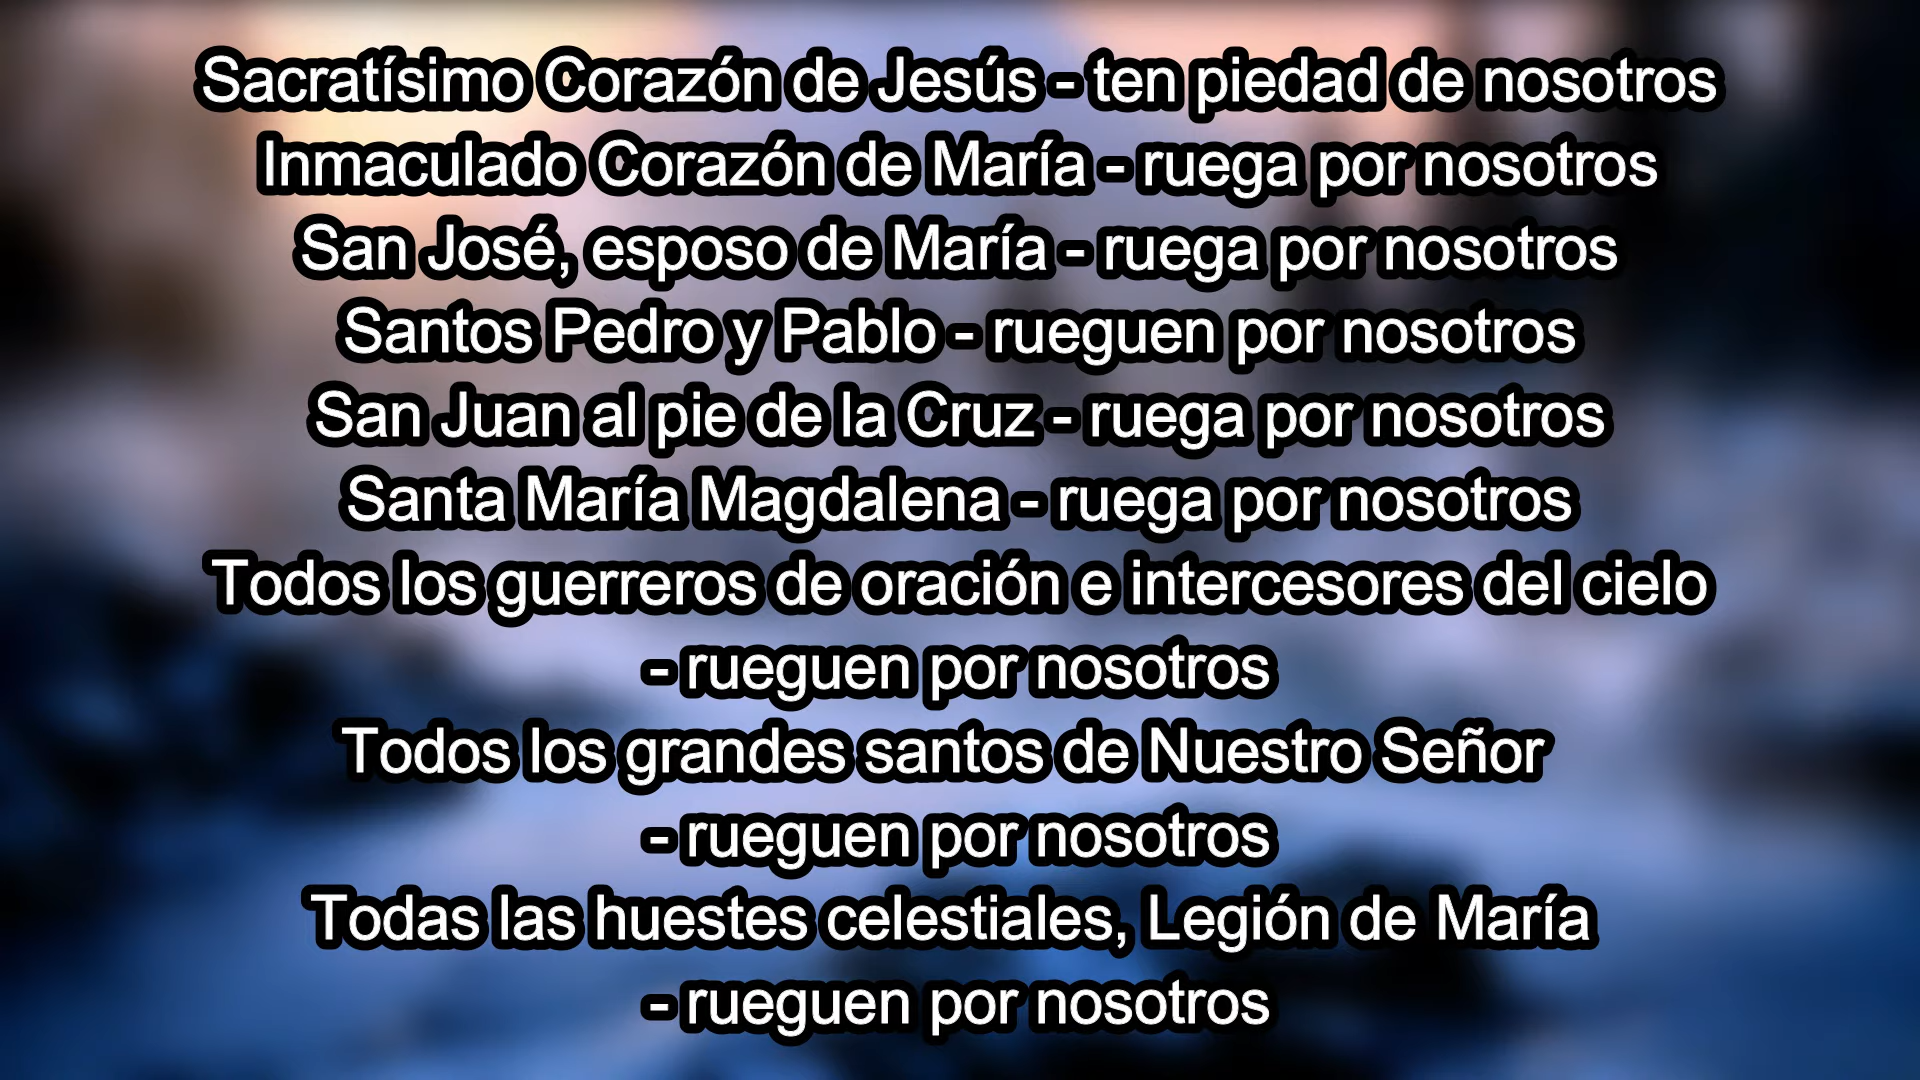 Sacratísimo Corazón de Jesús - ten piedad de nosotros
Inmaculado Corazón de María - ruega por nosotros
San José, esposo de María - ruega por nosotros
Santos Pedro y Pablo - rueguen por nosotros
San Juan al pie de la Cruz - ruega por nosotros
Santa María Magdalena - ruega por nosotros
Todos los guerreros de oración e intercesores del cielo
- rueguen por nosotros
Todos los grandes santos de Nuestro Señor
- rueguen por nosotros
Todas las huestes celestiales, Legión de María
- rueguen por nosotros